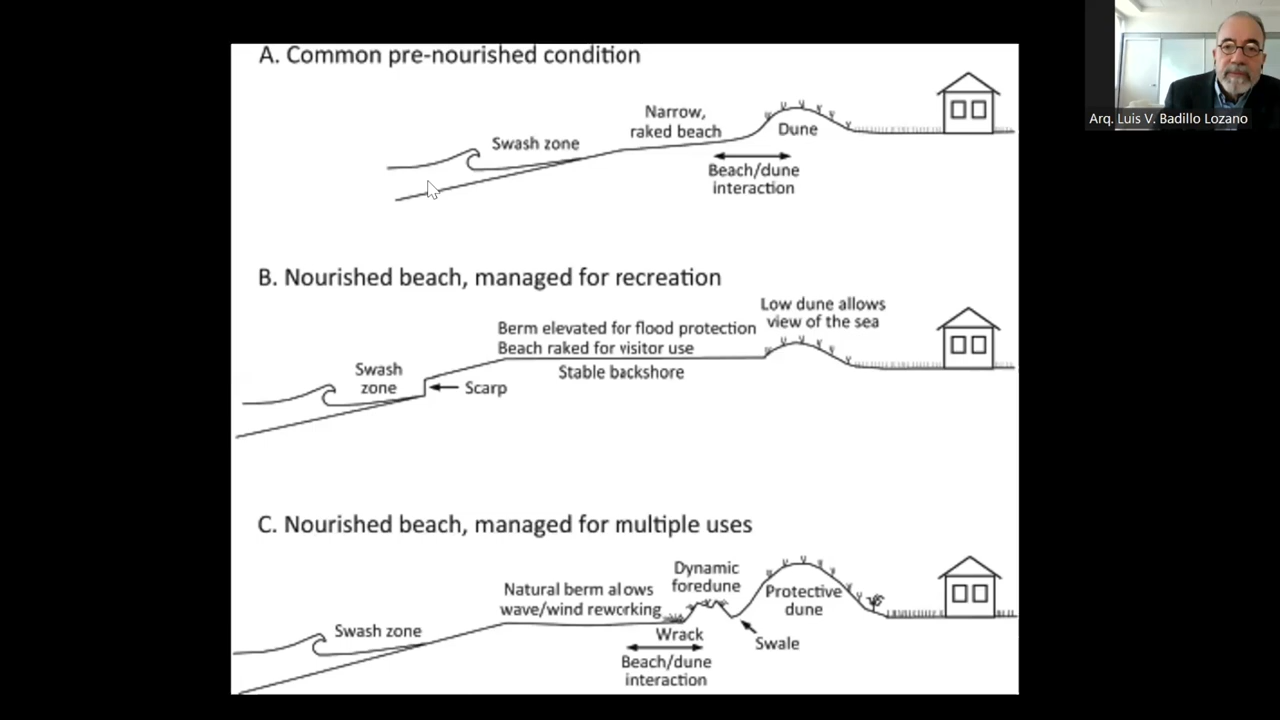 A. Common pre-nourished condition
Narrow,
raked beach
Swash zone
Dune
Beach/dune
interaction
B. Nourished beach, managed for recreation
Low dune allows
view of the sea
Berm elevated for flood protection
Beach raked for visitor use
Stable backshore
Swash
zone
Scarp
C. Nourished beach, managed for multiple uses
Dynamic
foredune
Natural berm alows
wave/wind reworking
Protective
dune
Swash zone
Wrack
Swale
Beach/dune
interaction
Arq. Luis V. Badillo Lozano